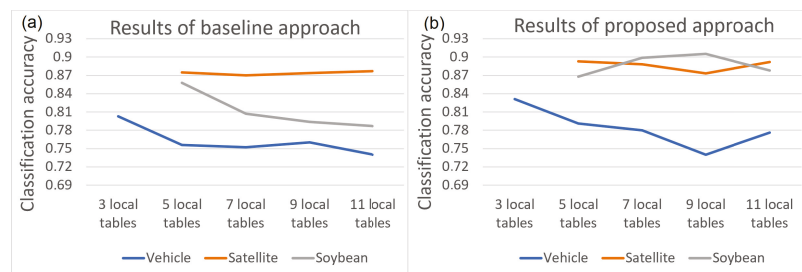 (a)
Results of baseline approach
Classification accuracy
0.93
0.9
0.87
0.84
0.81
0.78
0.75
0.72
0.69
3 local tables
5 local tables
7 local tables
9 local tables
11 local tables
Vehicle
Satellite
Soybean
(b)
Results of proposed approach
Classification accuracy
0.93
0.9
0.87
0.84
0.81
0.78
0.75
0.72
0.69
3 local tables
5 local tables
7 local tables
9 local tables
11 local tables
Vehicle
Satellite
Soybean